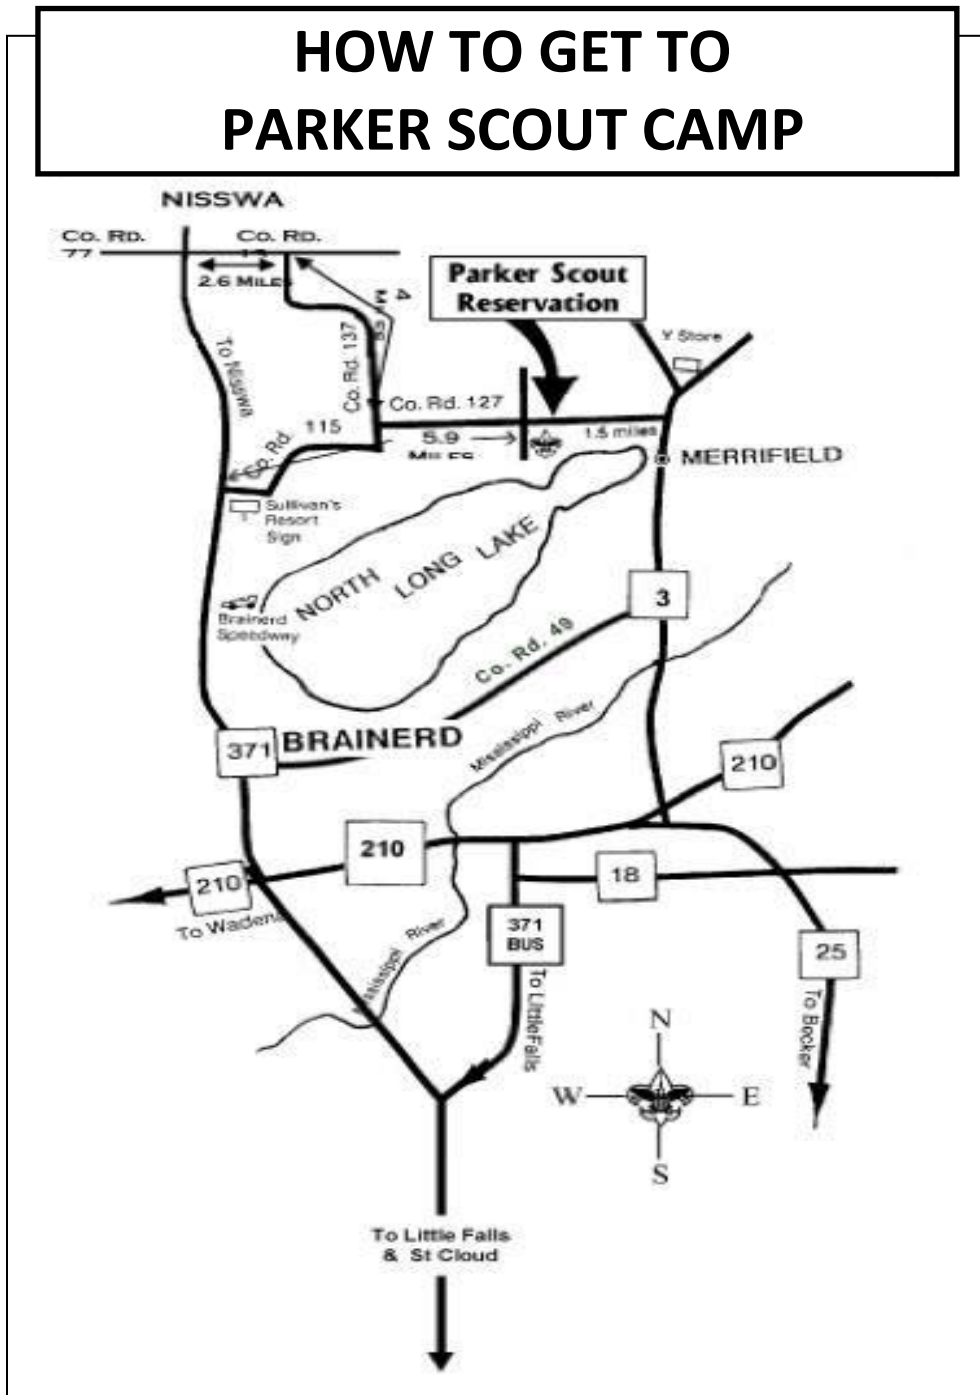 HOW TO GET TO
PARKER SCOUT CAMP
NISSWA
Co. Rd.
77
Co. Rd.
2.6 MILES
4
Parker Scout
Reservation
Y Store
To Nisswa
Co. Rd. 137
Co. Rd. 127
115
Co. Rd.
5.9
MILES
1.5 miles
MERRIFIELD
Sullivan's
Resort
Sign
NORTH LONG LAKE
3
Brainerd
Speedway
Co. Rd. 49
Mississippi River
371
BRAINERD
210
210
210
18
To Wadena
371
BUS
Mississippi River
25
To LittleFalls
To Becker
N
W
E
S
To Little Falls
& St Cloud